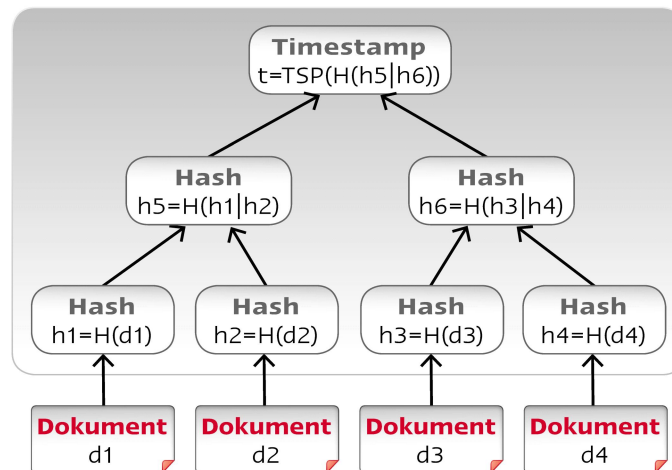 Timestamp
t=TSP(H(h5|h6))
Hash
h5=H(h1|h2)
Hash
h6=H(h3|h4)
Hash
h1=H(d1)
Hash
h2=H(d2)
Hash
h3=H(d3)
Hash
h4=H(d4)
Dokument
d1
Dokument
d2
Dokument
d3
Dokument
d4